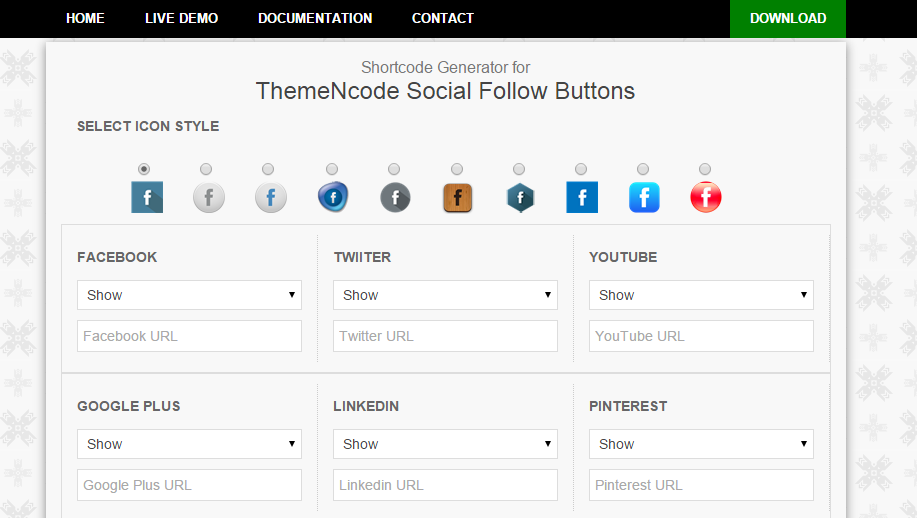 HOME LIVE DEMO DOCUMENTATION CONTACT DOWNLOAD
Shortcode Generator for
ThemeNcode Social Follow Buttons
SELECT ICON STYLE
f f f f f f f f f f
FACEBOOK TWIITER YOUTUBE
Show Show Show
Facebook URL Twitter URL YouTube URL
GOOGLE PLUS LINKEDIN PINTEREST
Show Show Show
Google Plus URL Linkedin URL Pinterest URL